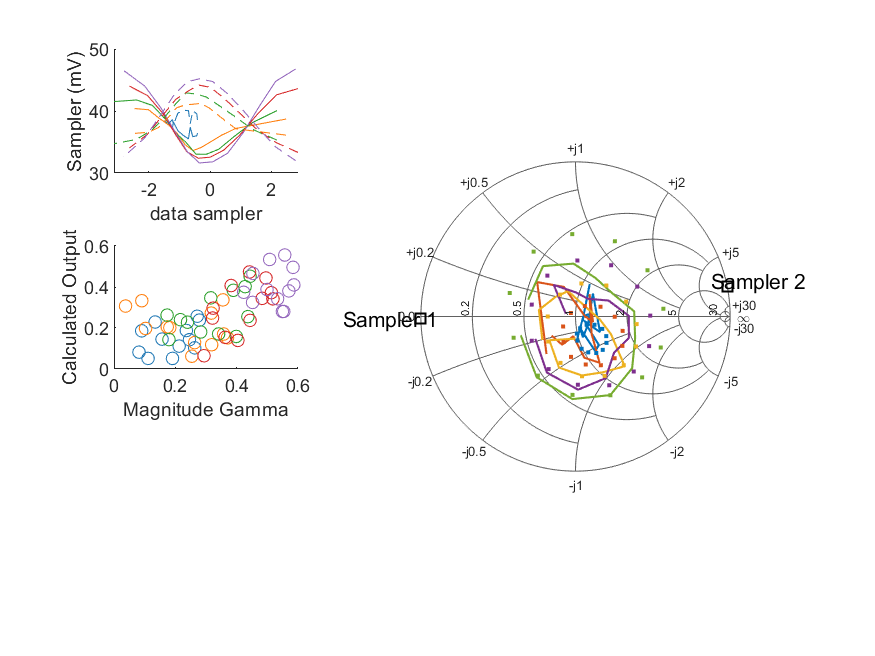 50
40
30
Sampler (mV)
-2
0
2
data sampler
0.6
0.4
0.2
0
Calculated Output
0
0.2
0.4
0.6
Magnitude Gamma
+j1
+j0.5
+j2
+j0.2
+j5
Sampler 2
0.2
0.5
1
2
5
30
+j30
∞
-j30
Sampler 1
-j0.2
-j5
-j0.5
-j2
-j1